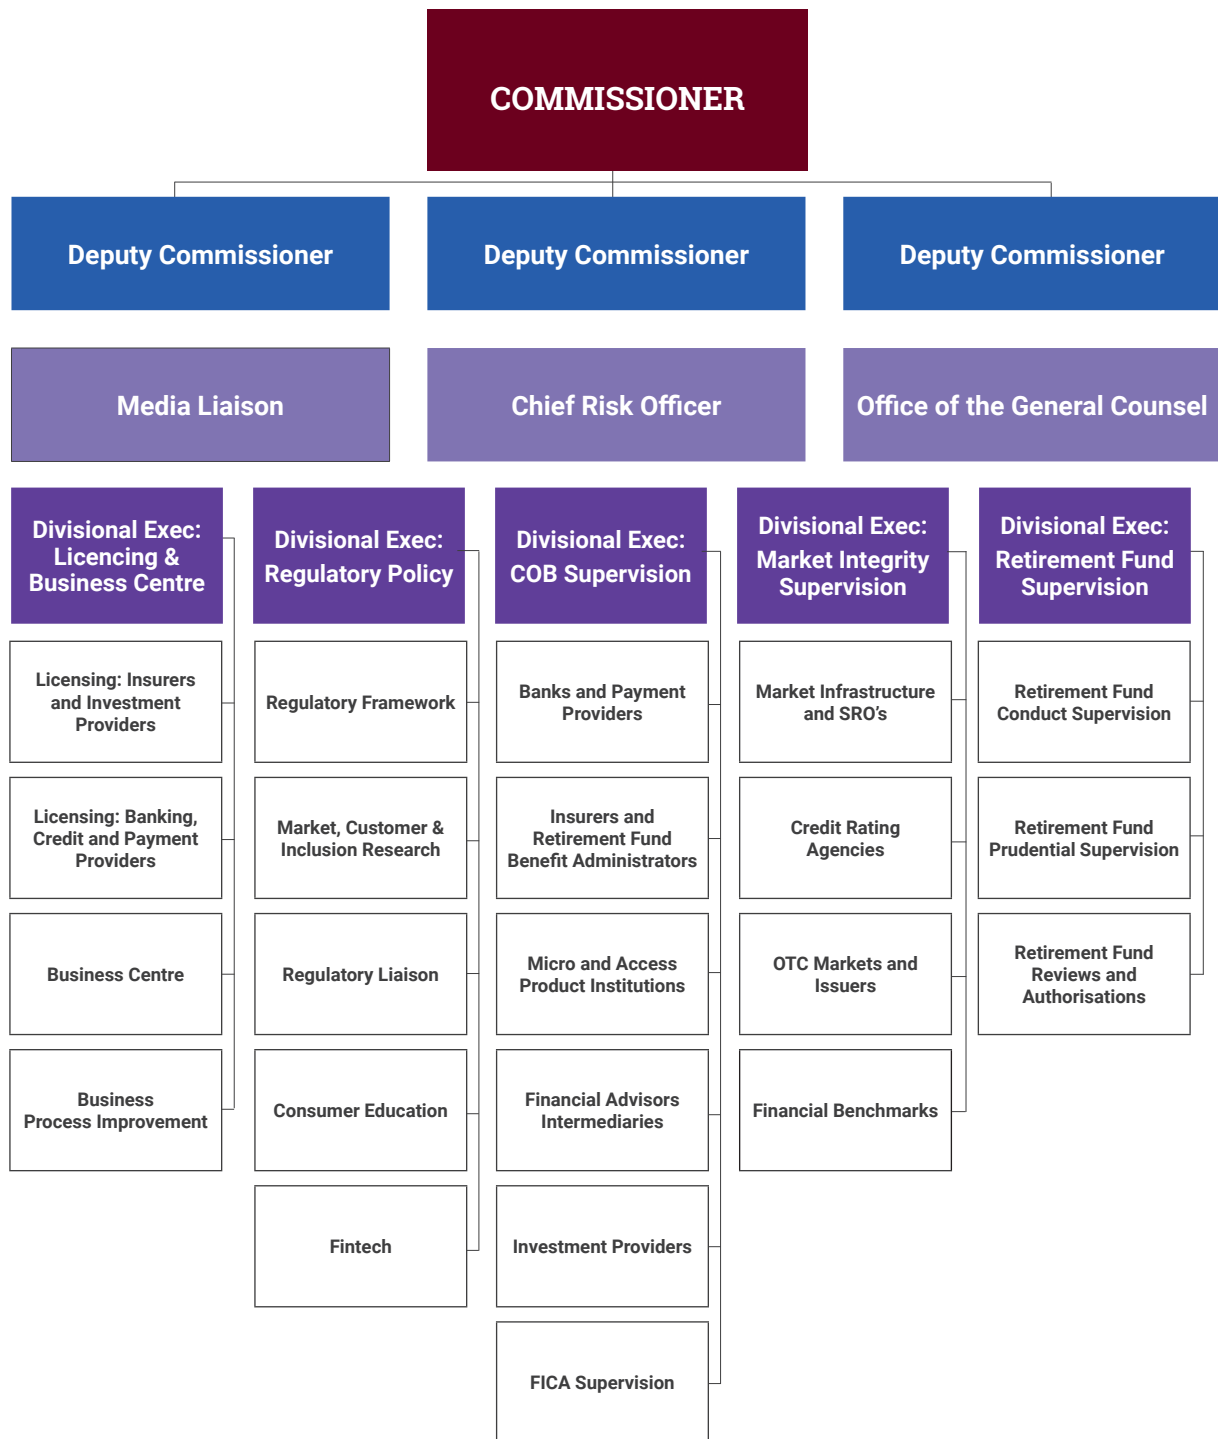 COMMISSIONER
Deputy Commissioner
Deputy Commissioner
Deputy Commissioner
Media Liaison
Chief Risk Officer
Office of the General Counsel
Divisional Exec:
Licencing &
Business Centre
Licensing: Insurers
and Investment
Providers
Licensing: Banking,
Credit and Payment
Providers
Business Centre
Business
Process Improvement
Divisional Exec:
Regulatory Policy
Regulatory Framework
Market, Customer &
Inclusion Research
Regulatory Liaison
Consumer Education
Fintech
Divisional Exec:
COB Supervision
Banks and Payment
Providers
Insurers and
Retirement Fund
Benefit Administrators
Micro and Access
Product Institutions
Financial Advisors
Intermediaries
Investment Providers
FICA Supervision
Divisional Exec:
Market Integrity
Supervision
Market Infrastructure
and SRO's
Credit Rating
Agencies
OTC Markets and
Issuers
Financial Benchmarks
Divisional Exec:
Retirement Fund
Supervision
Retirement Fund
Conduct Supervision
Retirement Fund
Prudential Supervision
Retirement Fund
Reviews and
Authorisations